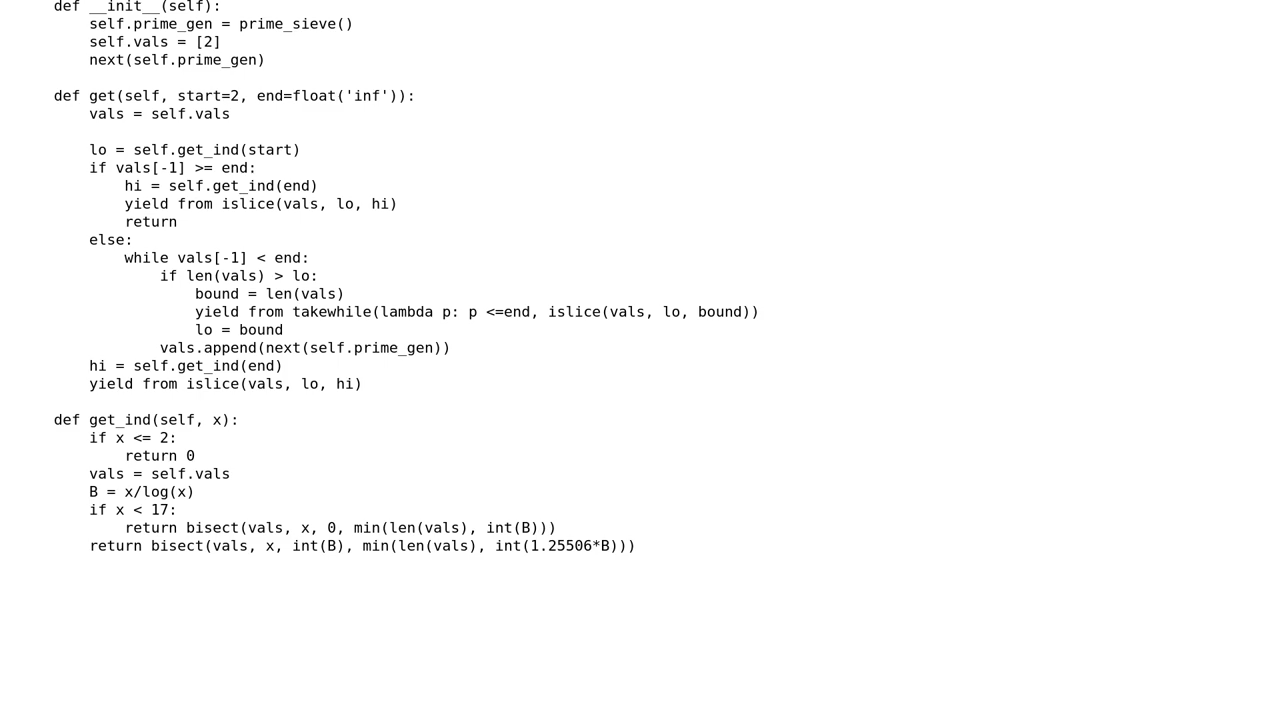 def __init__(self):
    self.prime_gen = prime_sieve()
    self.vals = [2]
    next(self.prime_gen)

def get(self, start=2, end=float('inf')):
    vals = self.vals

    lo = self.get_ind(start)
    if vals[-1] >= end:
        hi = self.get_ind(end)
        yield from islice(vals, lo, hi)
        return
    else:
        while vals[-1] < end:
            if len(vals) > lo:
                bound = len(vals)
                yield from takewhile(lambda p: p <=end, islice(vals, lo, bound))
                lo = bound
            vals.append(next(self.prime_gen))
    hi = self.get_ind(end)
    yield from islice(vals, lo, hi)

def get_ind(self, x):
    if x <= 2:
        return 0
    vals = self.vals
    B = x/log(x)
    if x < 17:
        return bisect(vals, x, 0, min(len(vals), int(B)))
    return bisect(vals, x, int(B), min(len(vals), int(1.25506*B)))